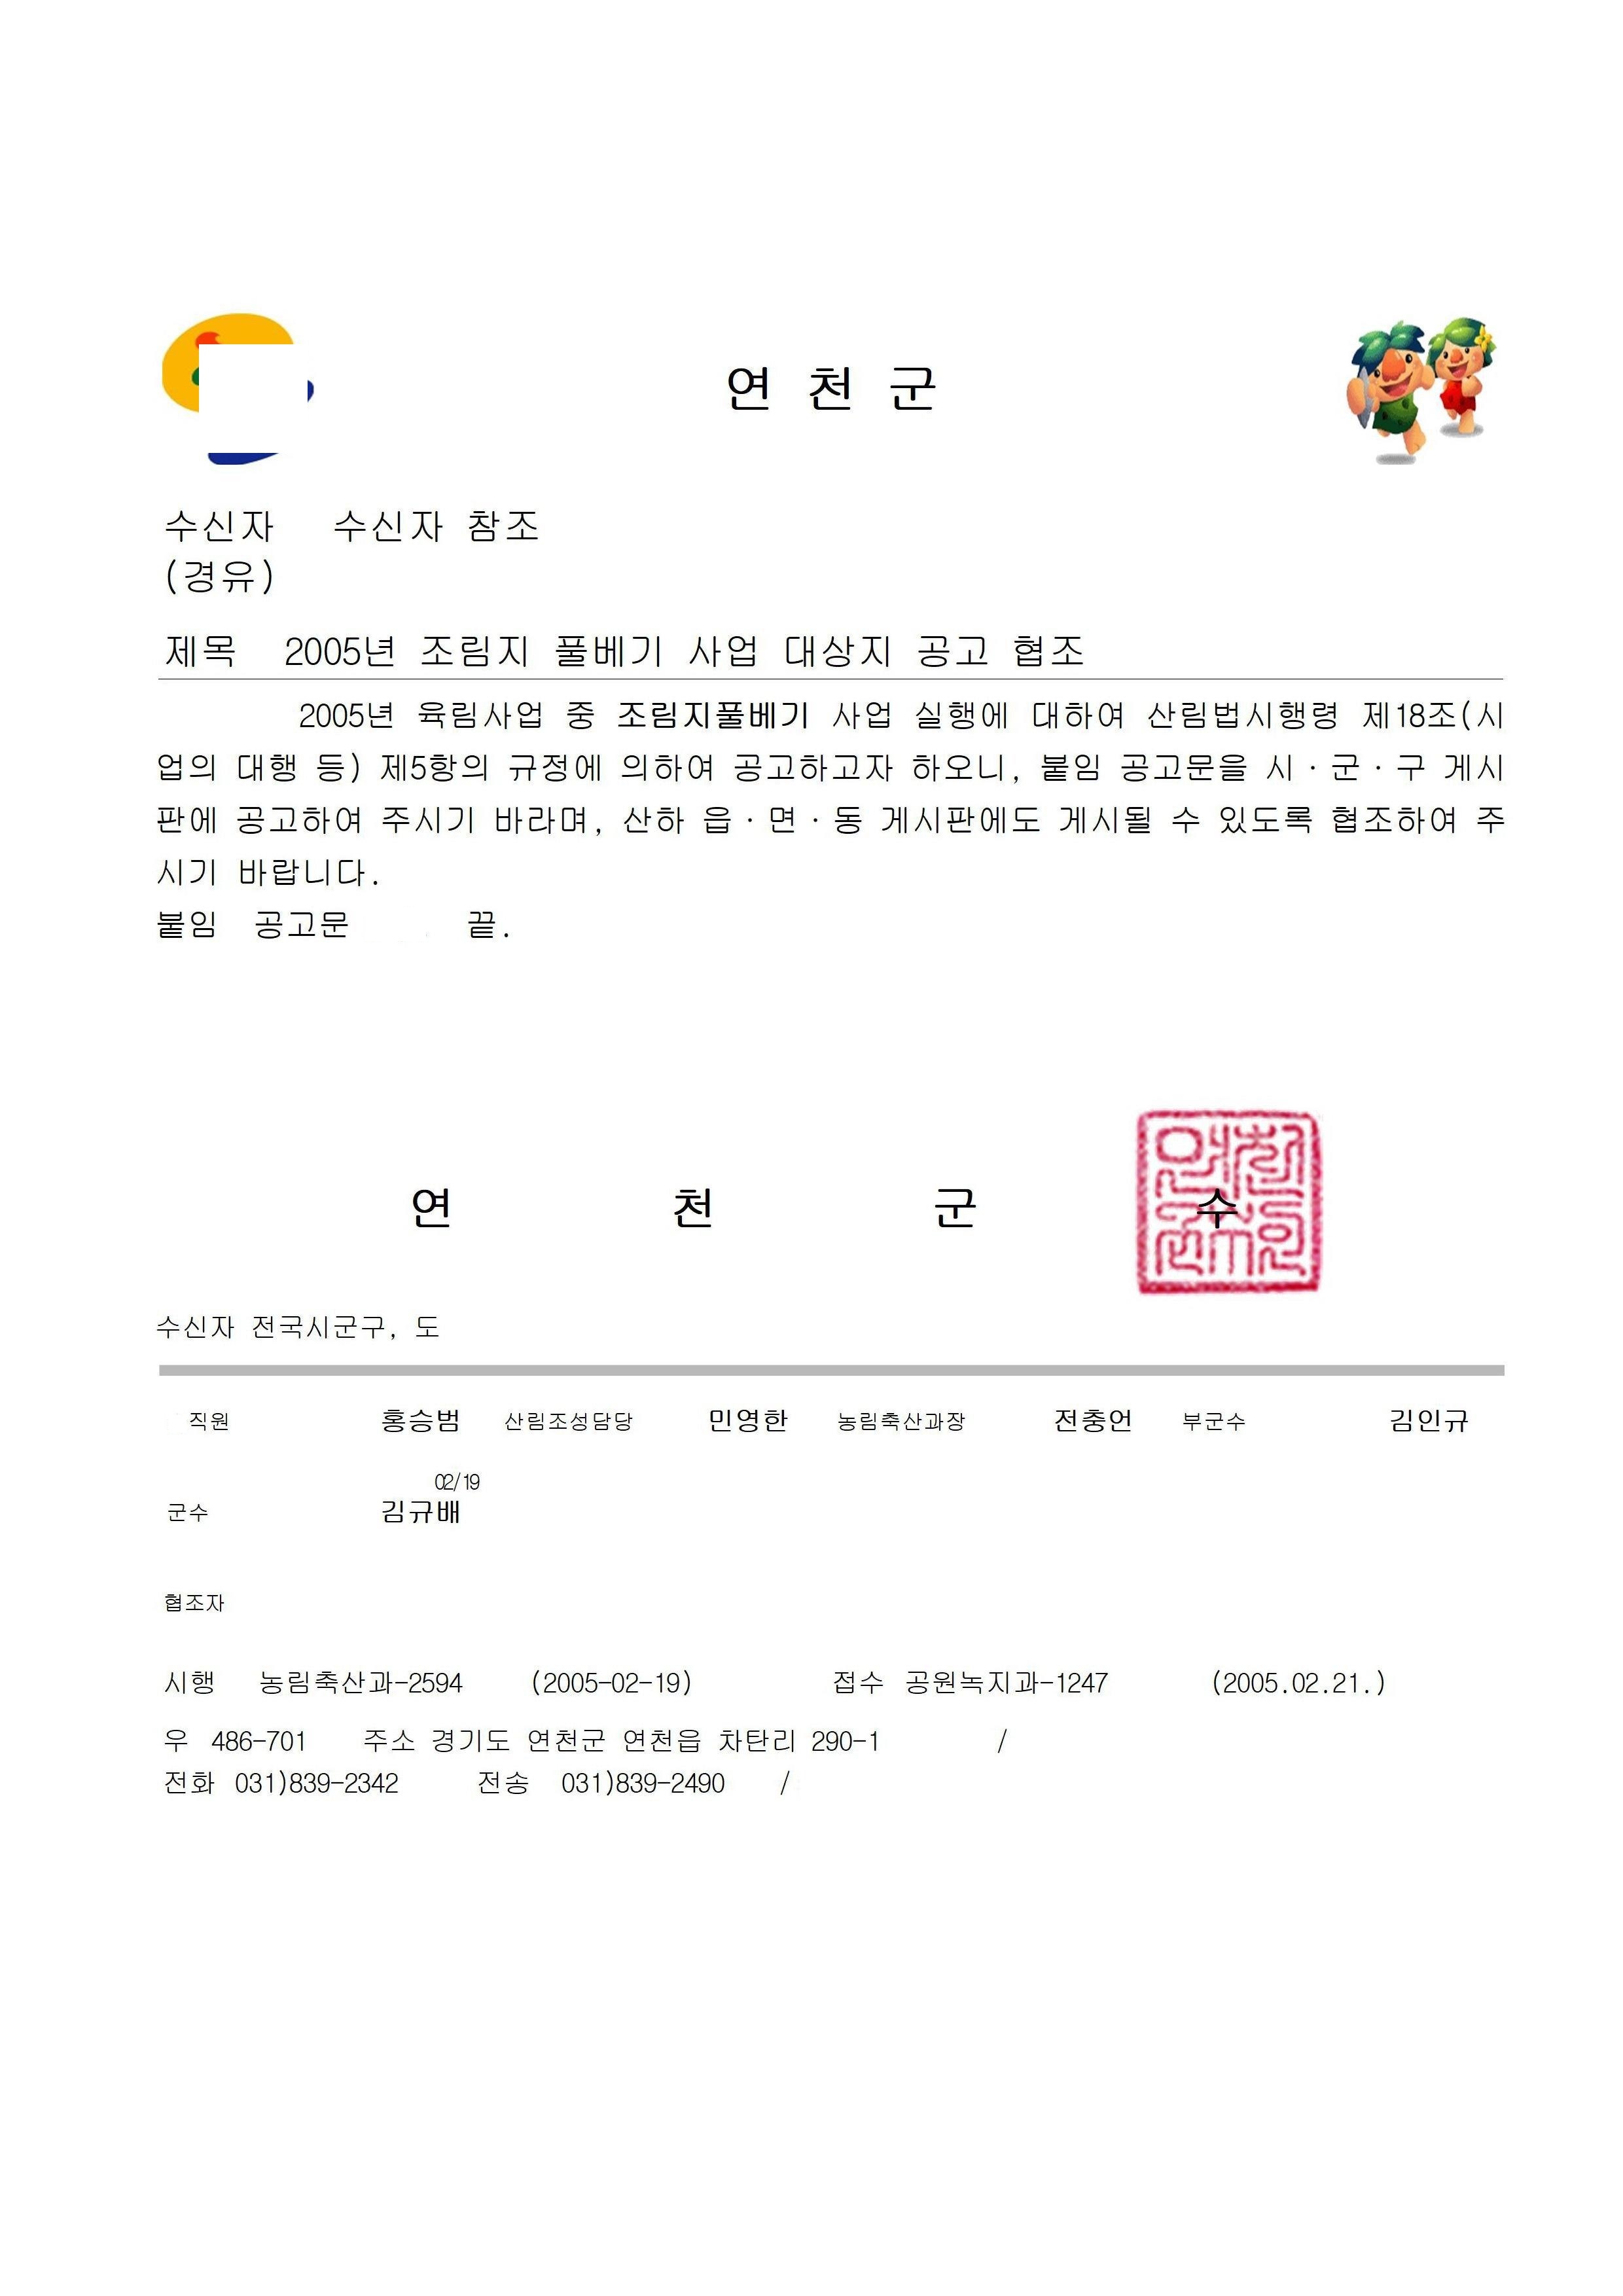 연 천 군
수신자 수신자 참조
(경유)
제목 2005년 조림지 풀베기 사업 대상지 공고 협조
2005년 육림사업 중 조림지풀베기 사업 실행에 대하여 산림법시행령 제18조(시
업의 대행 등) 제5항의 규정에 의하여 공고하고자 하오니, 붙임 공고문을 시·군·구 게시
판에 공고하여 주시기 바라며, 산하 읍·면·동 게시판에도 게시될 수 있도록 협조하여 주
시기 바랍니다.
붙임 공고문 끝.
연 천 군 수
수신자 전국시군구, 도
직원 홍승범 산림조성담당 민영한 농림축산과장 전충언 부군수 김인규
02/19
군수 김규배
협조자
시행 농림축산과-2594 (2005-02-19) 접수 공원녹지과-1247 (2005.02.21.)
우 486-701 주소 경기도 연천군 연천읍 차탄리 290-1 /
전화 031)839-2342 전송 031)839-2490 /